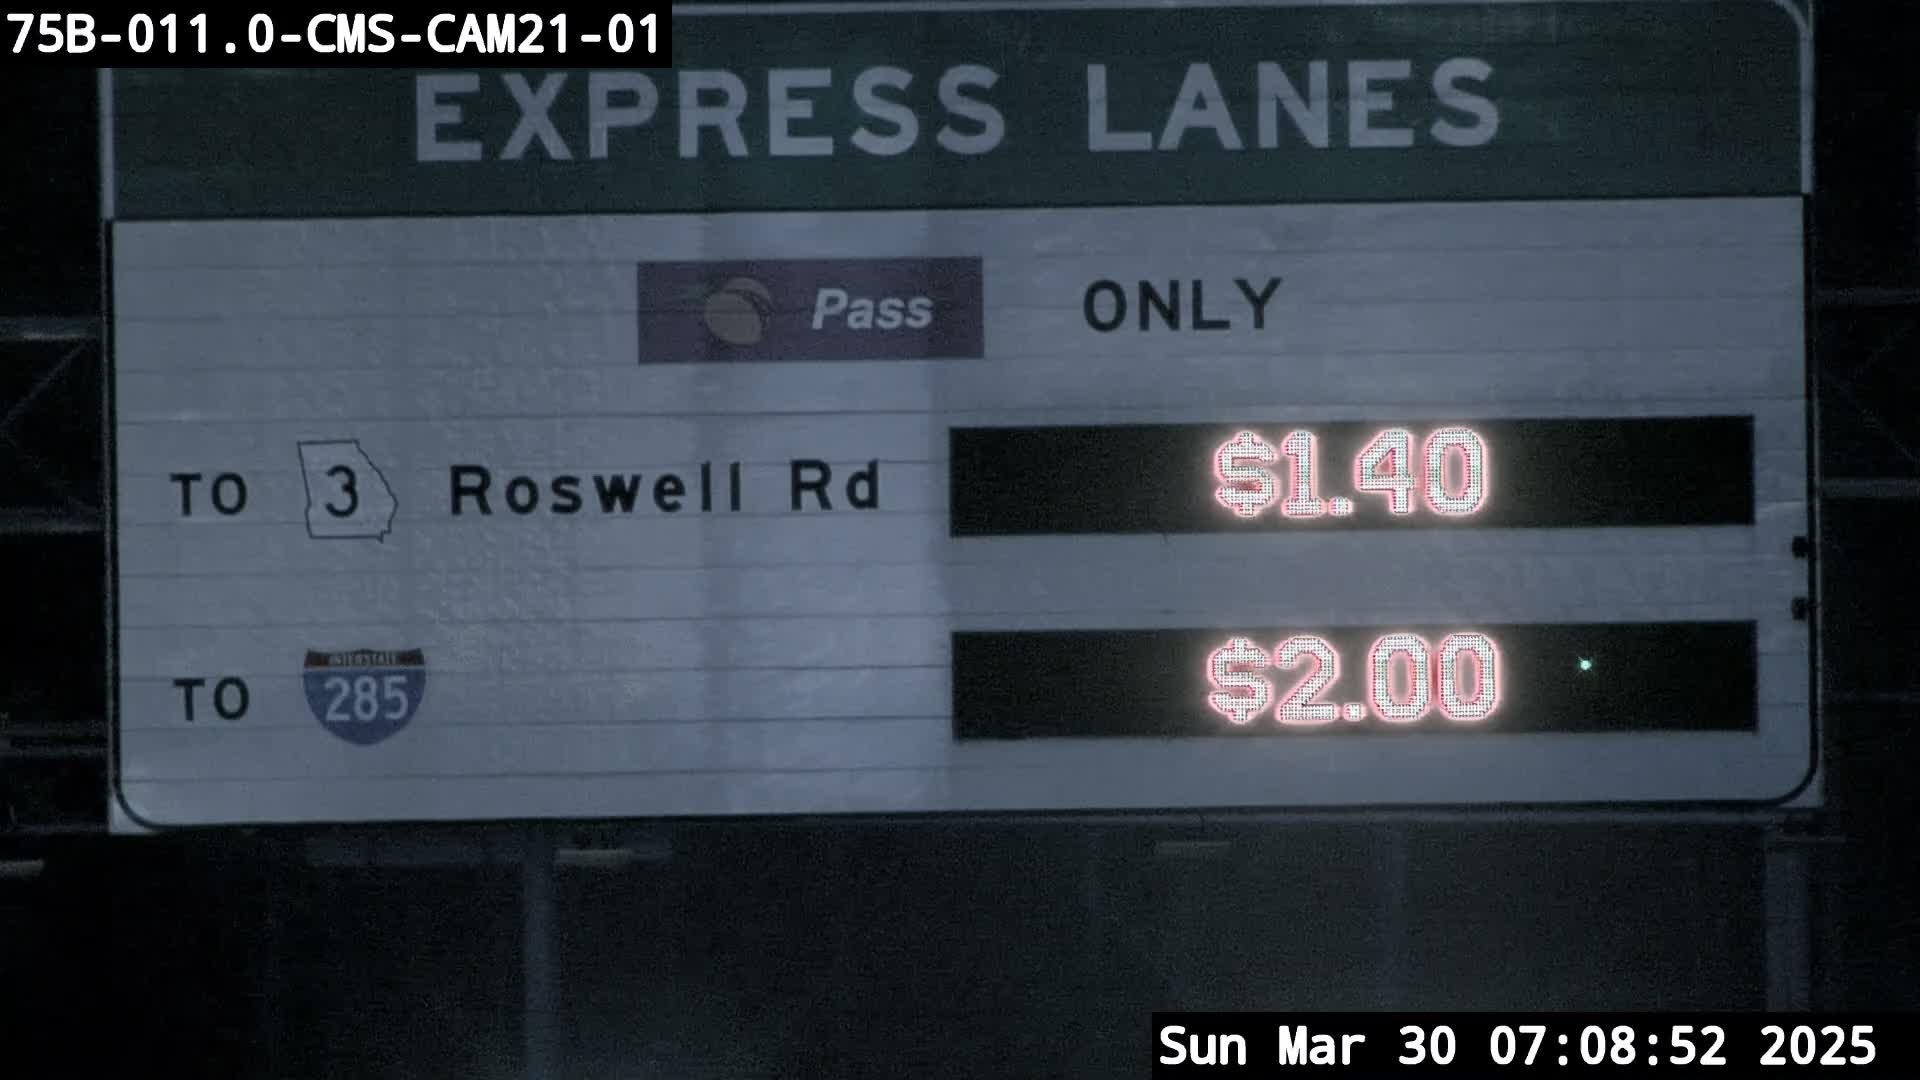 75B-011.0-CMS-CAM21-01
EXPRESS LANES
Pass ONLY
TO 3 Roswell Rd $1.40
INTERSTATE
TO 285 $2.00
Sun Mar 30 07:08:52 2025